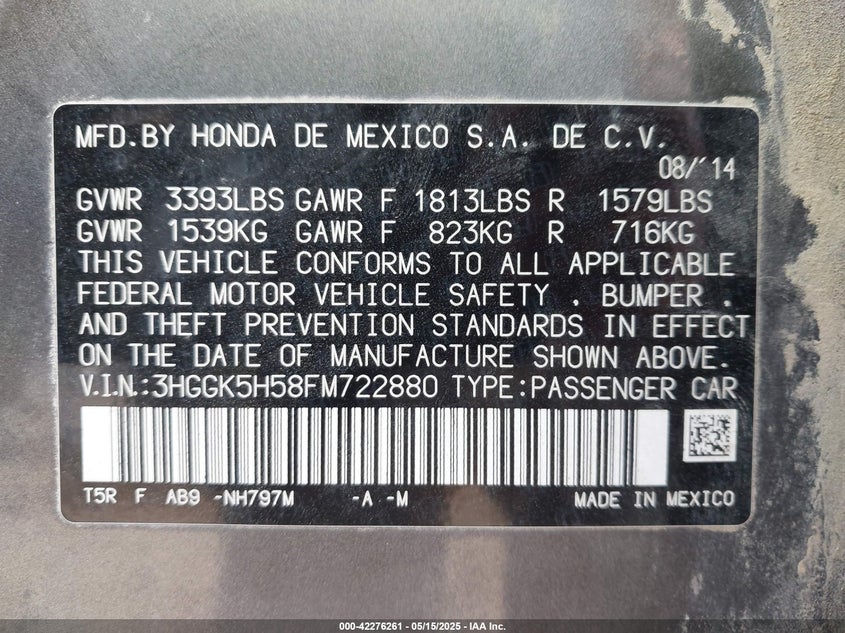 MFD.BY HONDA DE MEXICO S.A. DE C.V.
08/´14
GVWR 3393LBS GAWR F 1813LBS R 1579LBS
GVWR 1539KG GAWR F 823KG R 716KG
THIS VEHICLE CONFORMS TO ALL APPLICABLE
FEDERAL MOTOR VEHICLE SAFETY . BUMPER .
AND THEFT PREVENTION STANDARDS IN EFFECT
ON THE DATE OF MANUFACTURE SHOWN ABOVE.
V.I.N.:3HGGK5H58FM722880 TYPE:PASSENGER CAR
T5R F AB9 -NH797M -A -M MADE IN MEXICO
000-42276261 - 05/15/2025 - IAA Inc.